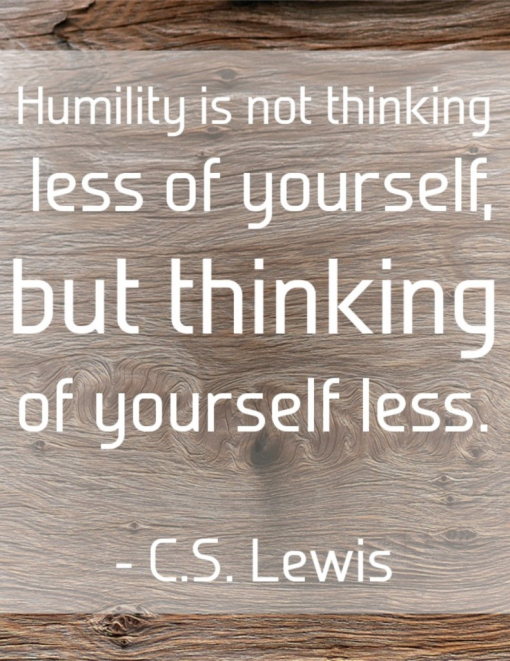 Humility is not thinking
less of yourself,
but thinking
of yourself less.
- C.S. Lewis